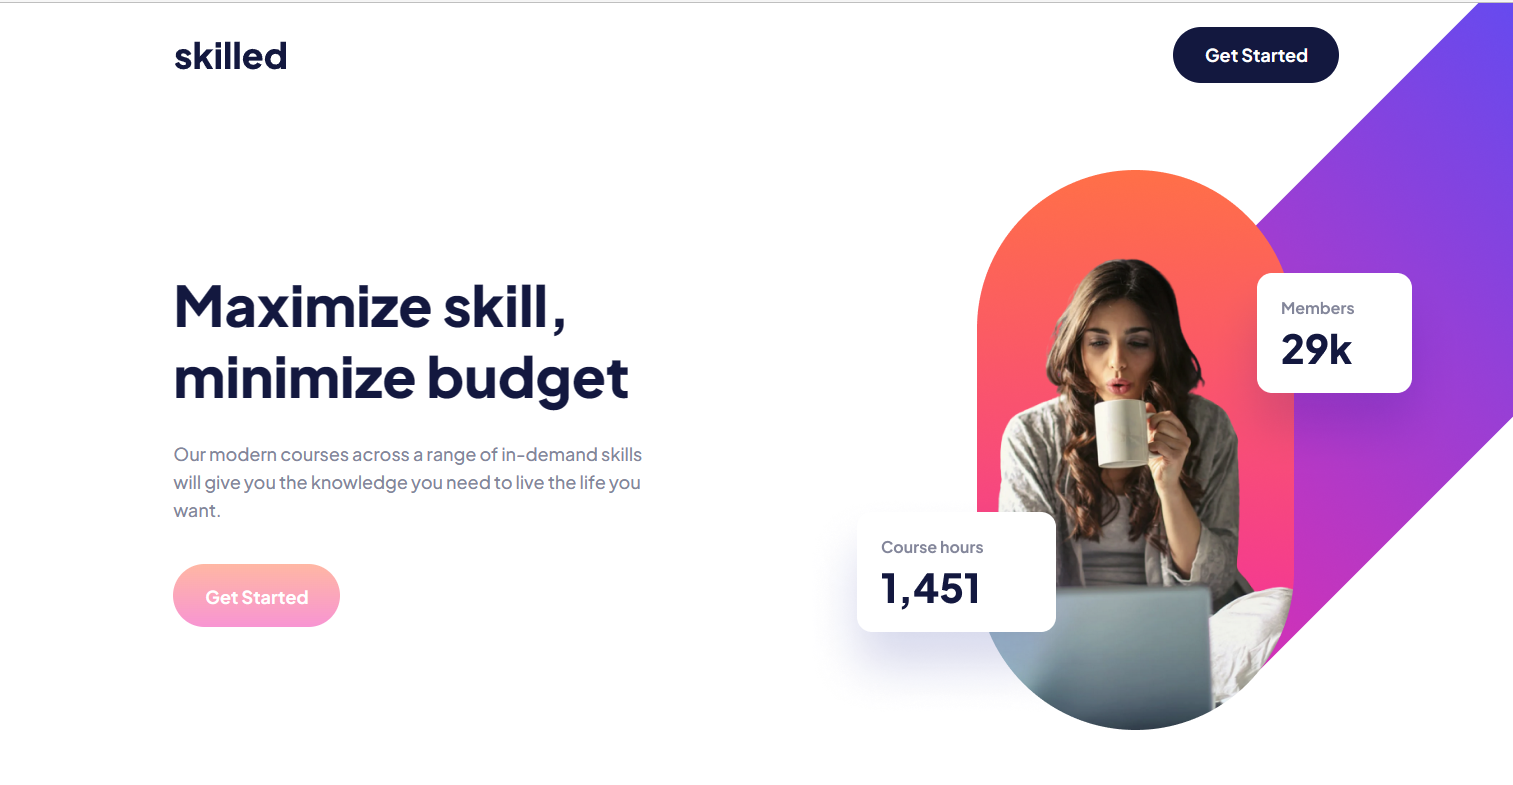 skilled
Get Started
Maximize skill,
minimize budget
Our modern courses across a range of in-demand skills
will give you the knowledge you need to live the life you
want.
Get Started
Members
29k
Course hours
1,451